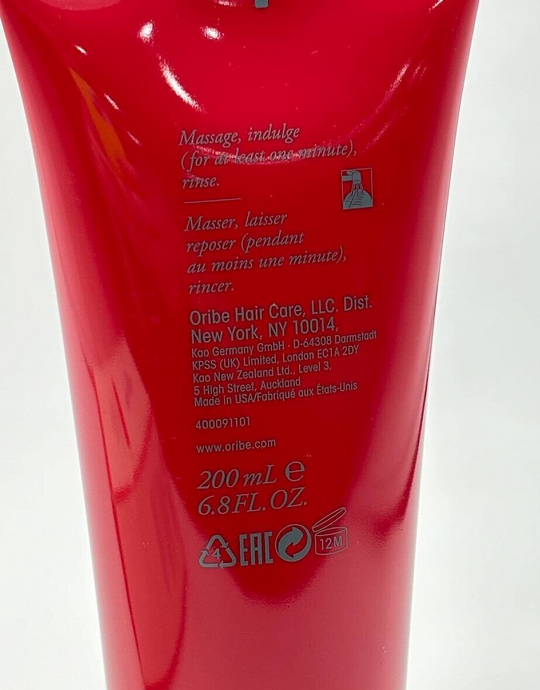 Massage, indulge
(for at least one minute),
rinse.
Masser, laisser
reposer (pendant
au moins une minute),
rincer.
Oribe Hair Care, LLC. Dist.
New York, NY 10014,
Kao Germany GmbH · D-64308 Darmstadt
KPSS (UK) Limited, London EC1A 2DY
Kao New Zealand Ltd., Level 3,
5 High Street, Auckland
Made in USA/Fabriqué aux États-Unis
400091101
www.oribe.com
200 mL ℮
6.8 FL. OZ.
4 EAC 12M